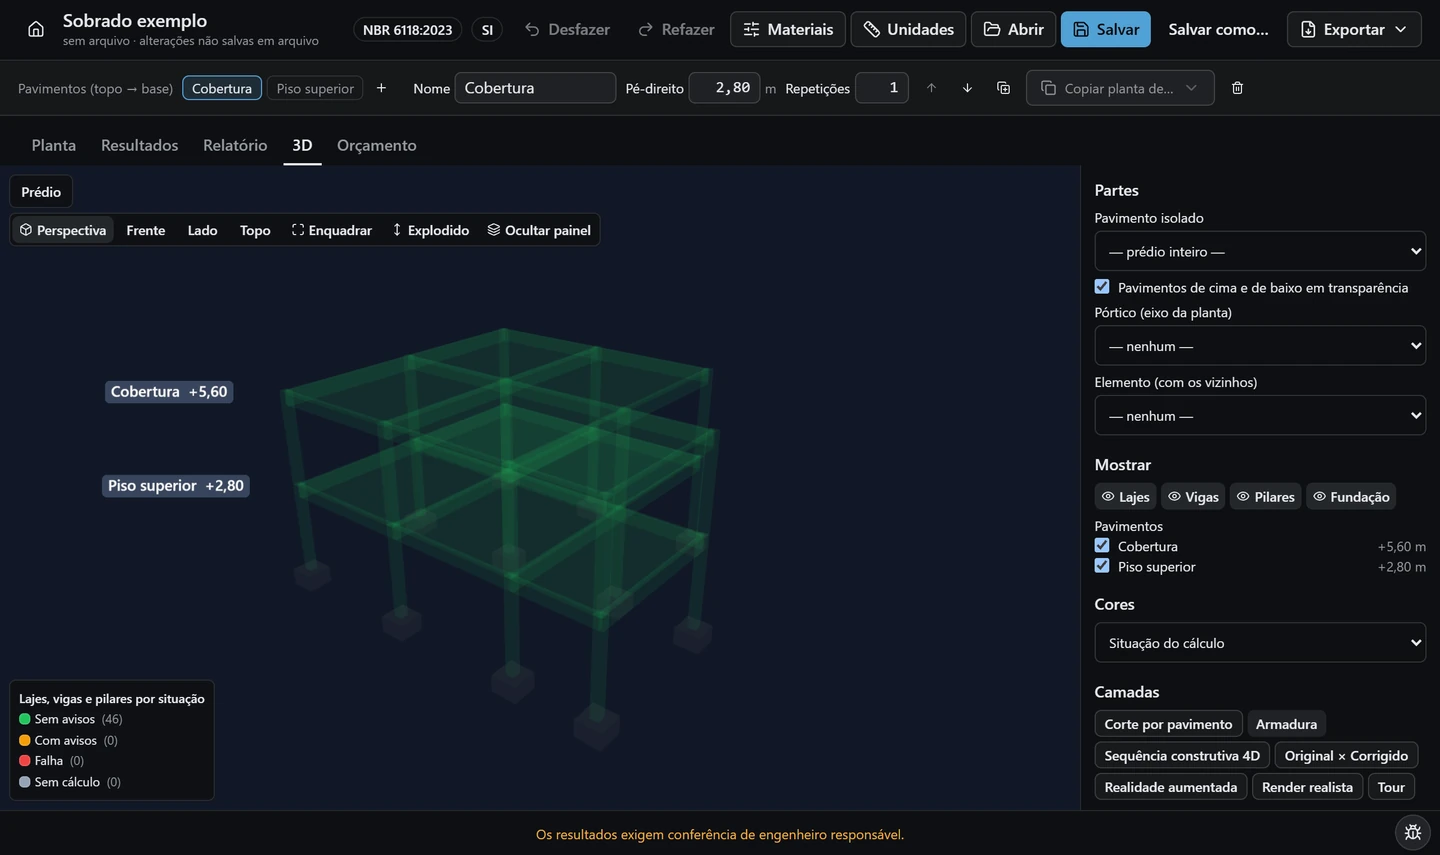 Sobrado exemplo
sem arquivo · alterações não salvas em arquivo
NBR 6118:2023
SI
Desfazer
Refazer
Materiais
Unidades
Abrir
Salvar
Salvar como...
Exportar
Pavimentos (topo → base)
Cobertura
Piso superior
+
Nome
Cobertura
Pé-direito
2,80
m
Repetições
1
↑
↓
Copiar planta de...
Planta
Resultados
Relatório
3D
Orçamento
Prédio
Perspectiva
Frente
Lado
Topo
Enquadrar
Explodido
Ocultar painel
Cobertura +5,60
Piso superior +2,80
Lajes, vigas e pilares por situação
Sem avisos (46)
Com avisos (0)
Falha (0)
Sem cálculo (0)
Partes
Pavimento isolado
— prédio inteiro —
Pavimentos de cima e de baixo em transparência
Pórtico (eixo da planta)
— nenhum —
Elemento (com os vizinhos)
— nenhum —
Mostrar
Lajes
Vigas
Pilares
Fundação
Pavimentos
Cobertura +5,60 m
Piso superior +2,80 m
Cores
Situação do cálculo
Camadas
Corte por pavimento
Armadura
Sequência construtiva 4D
Original × Corrigido
Realidade aumentada
Render realista
Tour
Os resultados exigem conferência de engenheiro responsável.